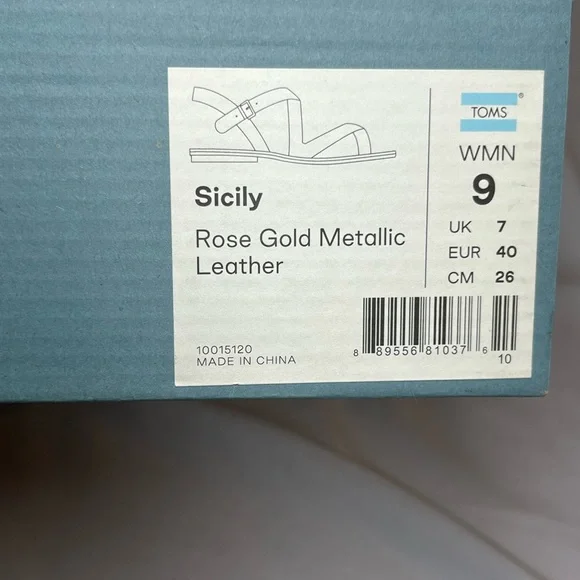 Sicily
Rose Gold Metallic
Leather
10015120
MADE IN CHINA
TOMS®
WMN
9
UK 7
EUR 40
CM 26
8 89556 81037 6
10